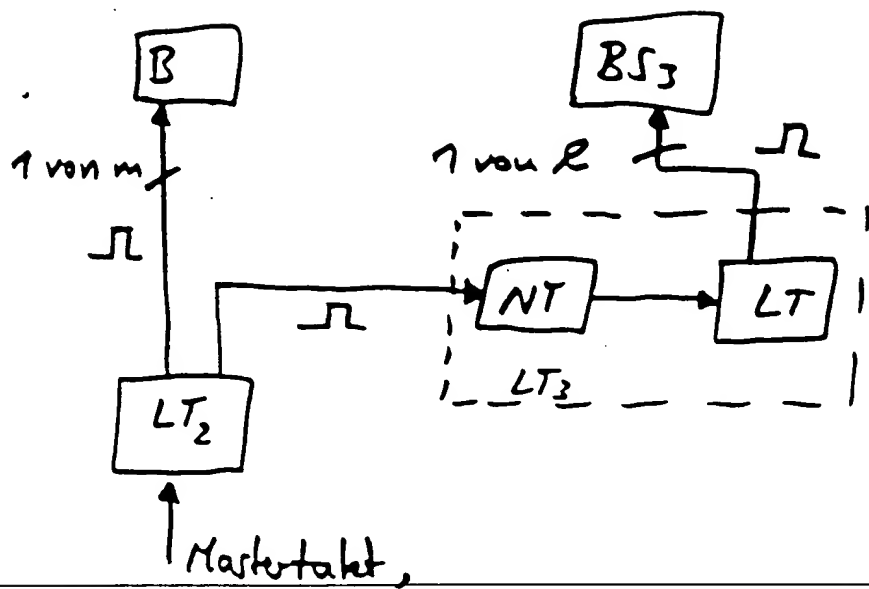 B
BS3
1 von m
1 von l
NT
LT
LT3
LT2
Mastertakt,